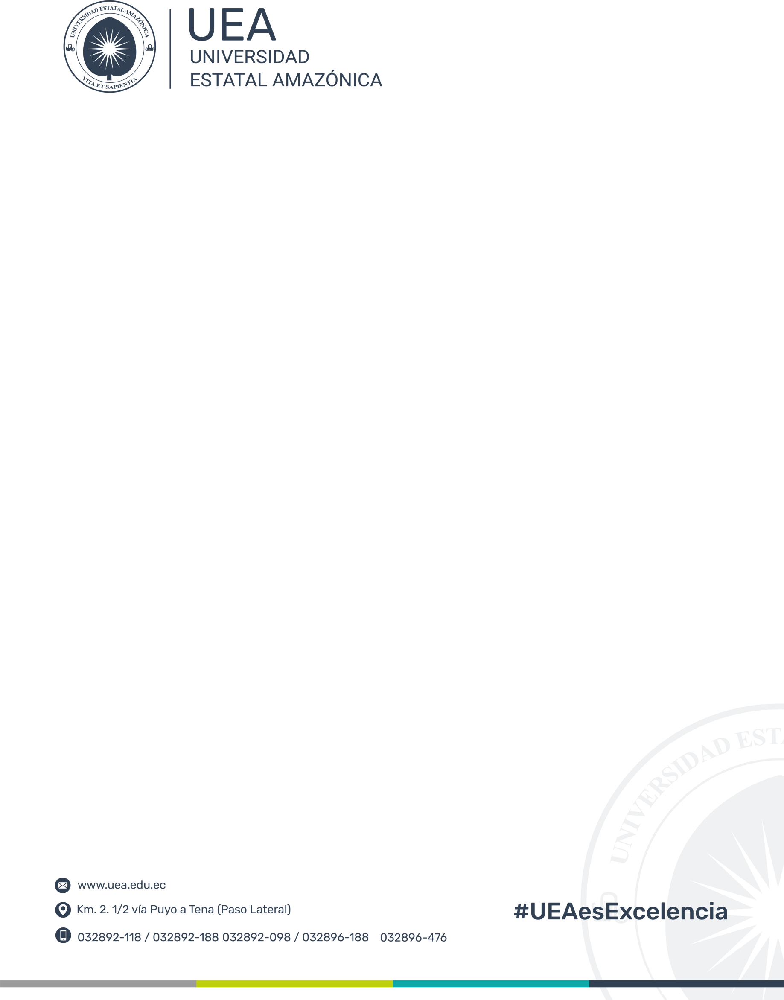 UNIVERSIDAD ESTATAL AMAZÓNICA
VITA ET SAPIENTIA
UEA
UNIVERSIDAD
ESTATAL AMAZÓNICA
UNIVERSIDAD ESTA
www.uea.edu.ec
Km. 2. 1/2 vía Puyo a Tena (Paso Lateral)
#UEAesExcelencia
032892-118 / 032892-188 032892-098 / 032896-188 032896-476